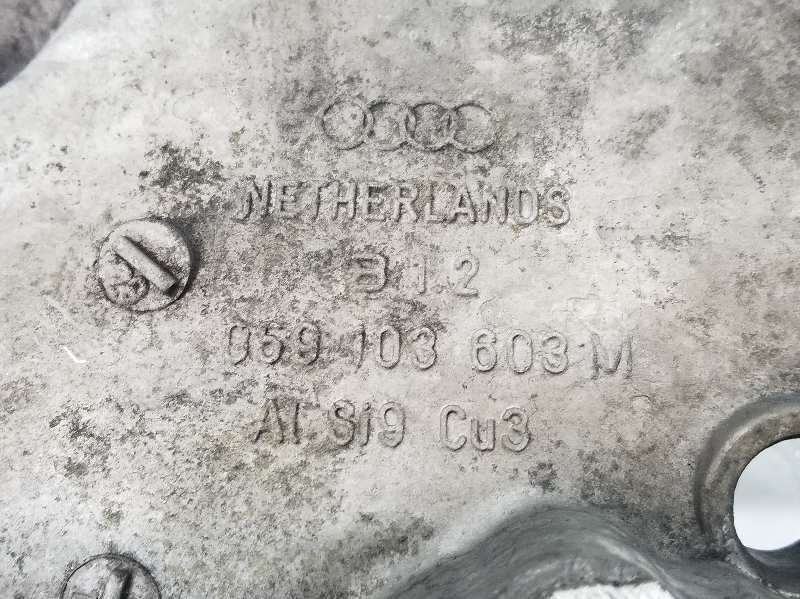 NETHERLANDS
B 1.2
059 103 603 M
Al Si9 Cu3